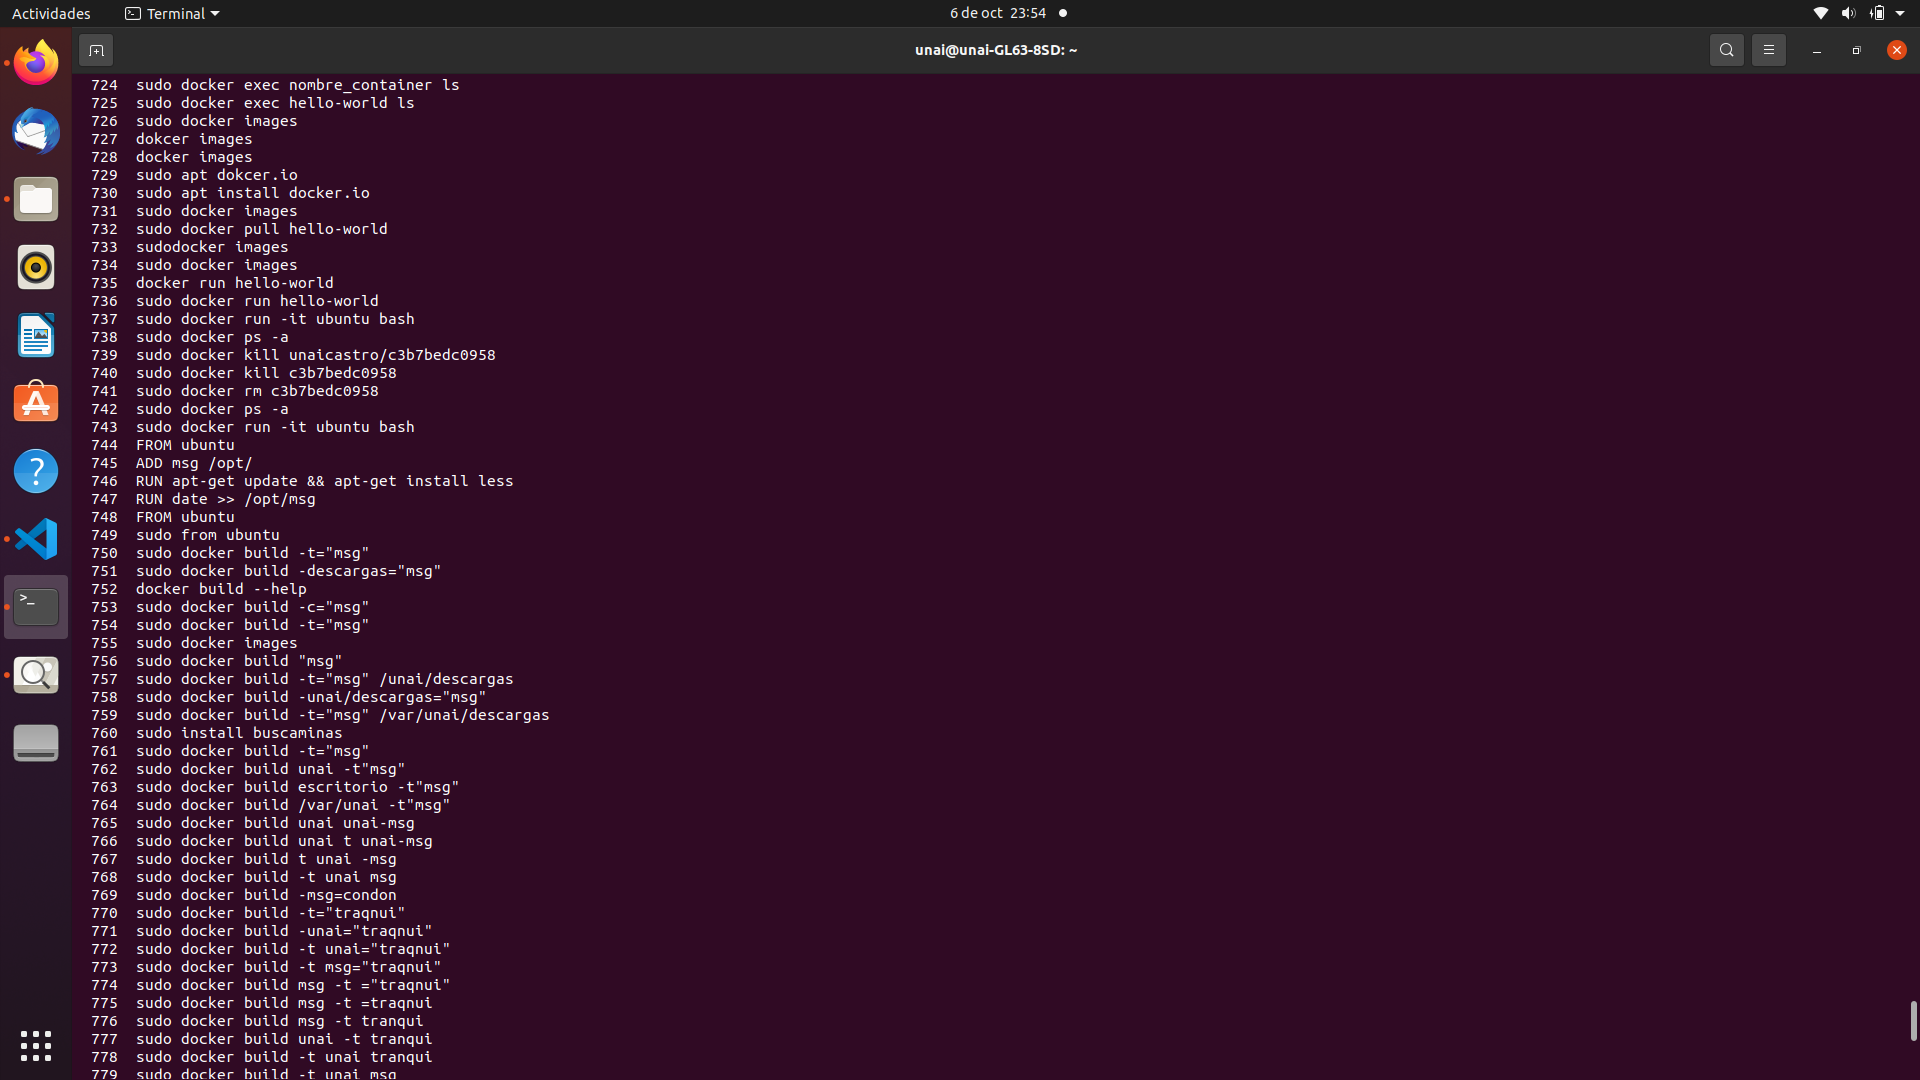 Actividades
Terminal
6 de oct 23:54
unai@unai-GL63-8SD: ~
724 sudo docker exec nombre_container ls
725 sudo docker exec hello-world ls
726 sudo docker images
727 dokcer images
728 docker images
729 sudo apt dokcer.io
730 sudo apt install docker.io
731 sudo docker images
732 sudo docker pull hello-world
733 sudodocker images
734 sudo docker images
735 docker run hello-world
736 sudo docker run hello-world
737 sudo docker run -it ubuntu bash
738 sudo docker ps -a
739 sudo docker kill unaicastro/c3b7bedc0958
740 sudo docker kill c3b7bedc0958
741 sudo docker rm c3b7bedc0958
742 sudo docker ps -a
743 sudo docker run -it ubuntu bash
744 FROM ubuntu
745 ADD msg /opt/
746 RUN apt-get update && apt-get install less
747 RUN date >> /opt/msg
748 FROM ubuntu
749 sudo from ubuntu
750 sudo docker build -t="msg"
751 sudo docker build -descargas="msg"
752 docker build --help
753 sudo docker build -c="msg"
754 sudo docker build -t="msg"
755 sudo docker images
756 sudo docker build "msg"
757 sudo docker build -t="msg" /unai/descargas
758 sudo docker build -unai/descargas="msg"
759 sudo docker build -t="msg" /var/unai/descargas
760 sudo install buscaminas
761 sudo docker build -t="msg"
762 sudo docker build unai -t"msg"
763 sudo docker build escritorio -t"msg"
764 sudo docker build /var/unai -t"msg"
765 sudo docker build unai unai-msg
766 sudo docker build unai t unai-msg
767 sudo docker build t unai -msg
768 sudo docker build -t unai msg
769 sudo docker build -msg=condon
770 sudo docker build -t="traqnui"
771 sudo docker build -unai="traqnui"
772 sudo docker build -t unai="traqnui"
773 sudo docker build -t msg="traqnui"
774 sudo docker build msg -t ="traqnui"
775 sudo docker build msg -t =traqnui
776 sudo docker build msg -t tranqui
777 sudo docker build unai -t tranqui
778 sudo docker build -t unai tranqui
779 sudo docker build -t unai msg